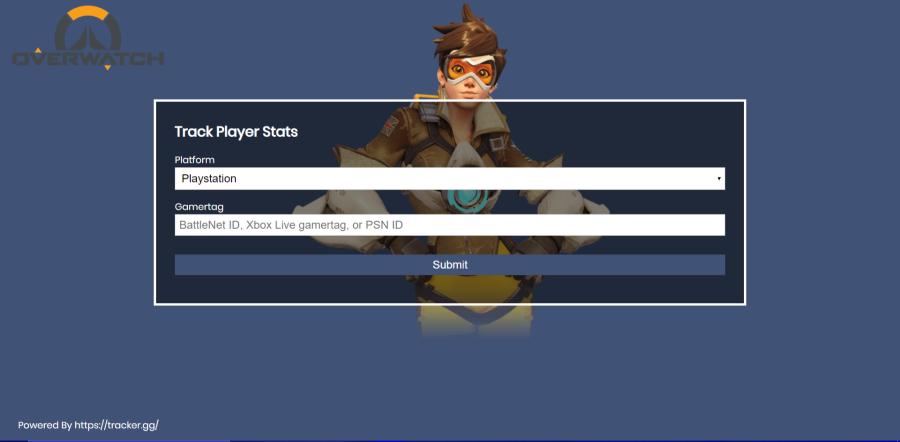 OVERWATCH
Track Player Stats
Platform
Playstation
Gamertag
BattleNet ID, Xbox Live gamertag, or PSN ID
Submit
Powered By https://tracker.gg/